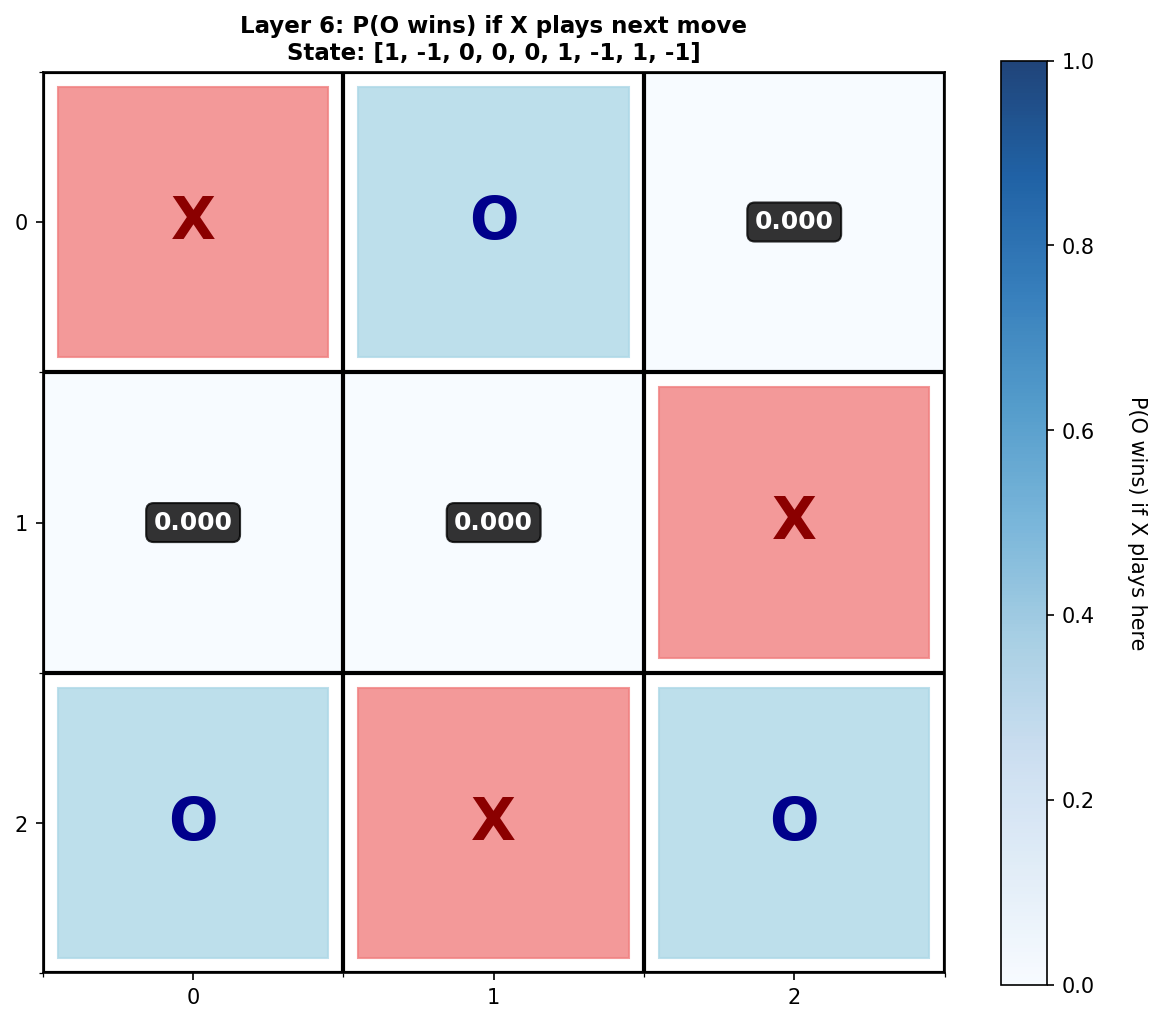 Layer 6: P(O wins) if X plays next move
State: [1, -1, 0, 0, 0, 1, -1, 1, -1]
X
O
0.000
0
0.000
0.000
X
1
O
X
O
2
0
1
2
1.0
0.8
0.6
0.4
0.2
0.0
P(O wins) if X plays here